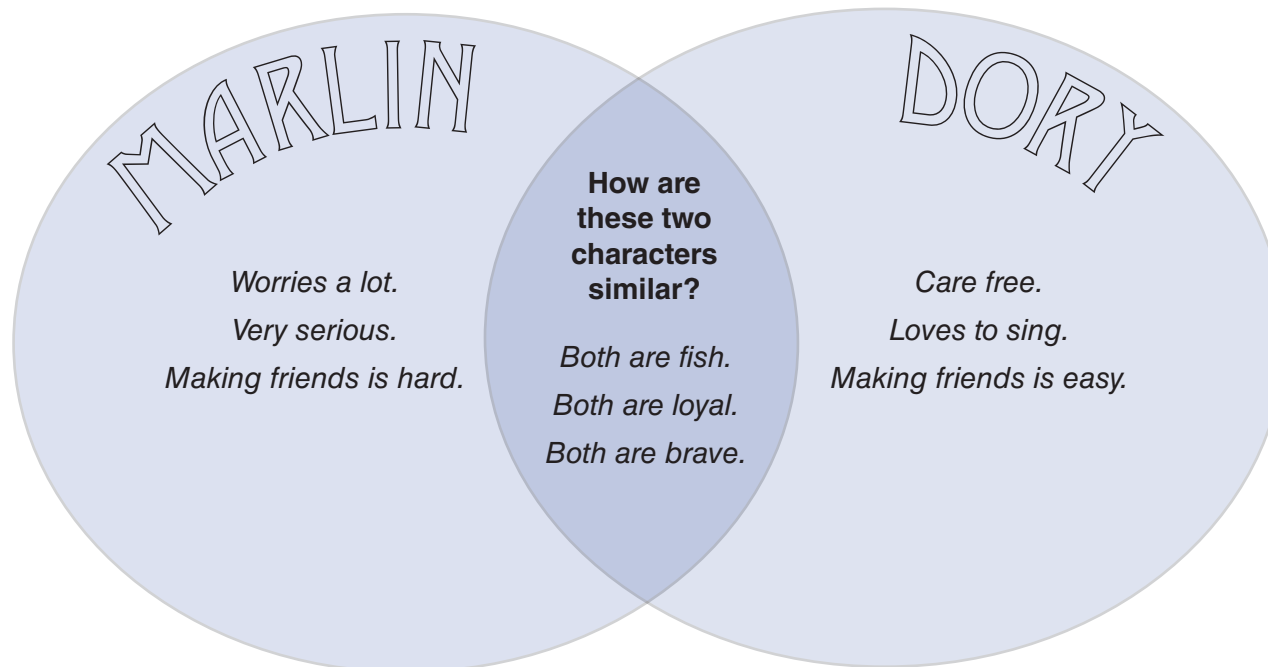 MARLIN
Worries a lot.
Very serious.
Making friends is hard.
How are
these two
characters
similar?
Both are fish.
Both are loyal.
Both are brave.
DORY
Care free.
Loves to sing.
Making friends is easy.